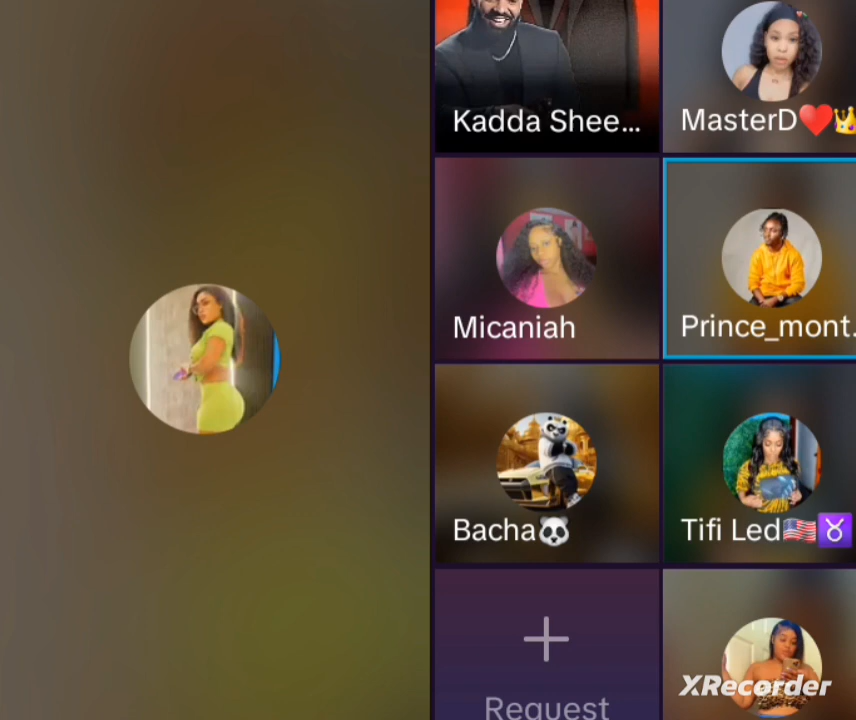 Kadda Shee...
MasterD❤️👑
Micaniah
Prince_mont.
Bacha🐼
Tifi Led🇺🇸♉
Request
XRecorder